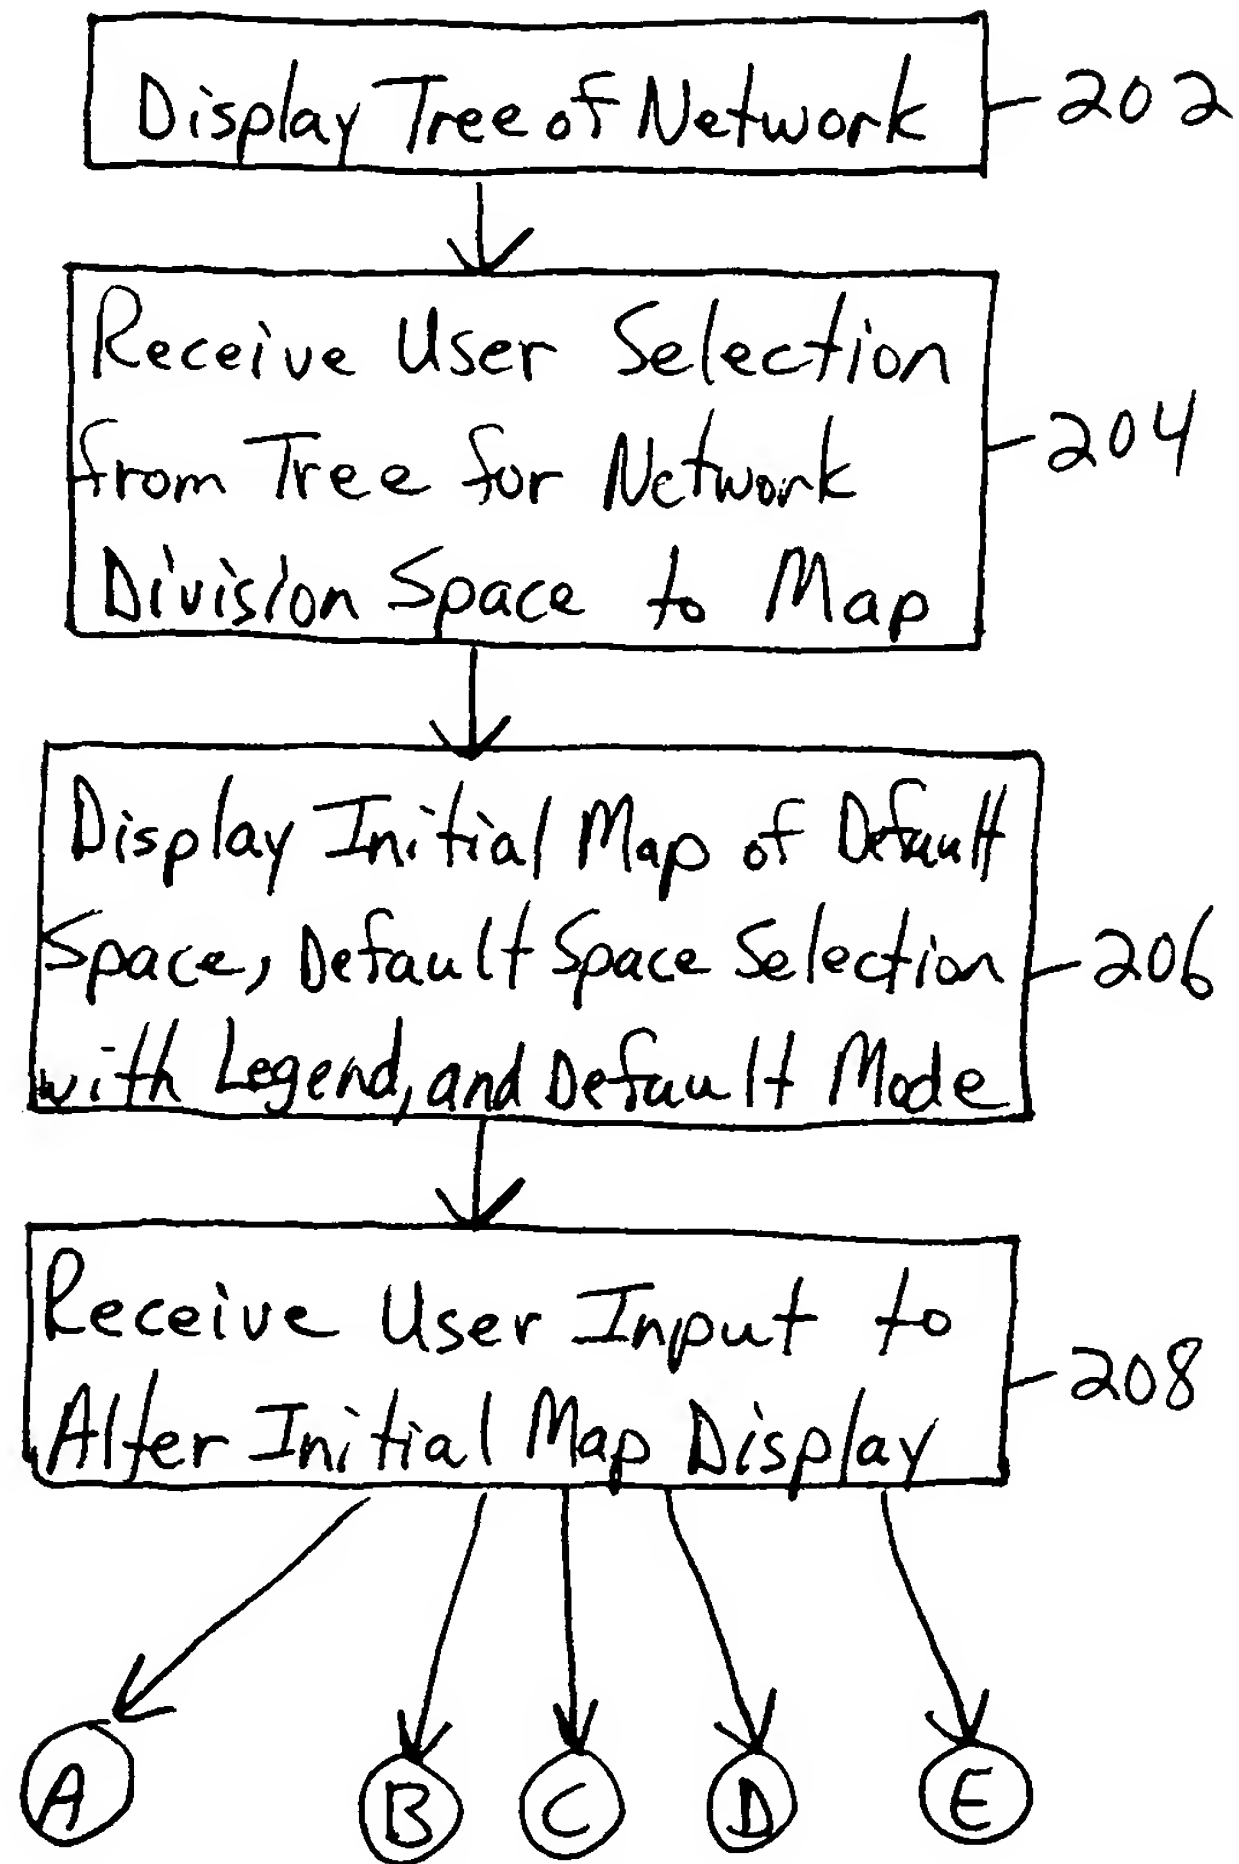 Display Tree of Network
202
Receive User Selection
from Tree for Network
Division Space to Map
204
Display Initial Map of Default
Space, Default Space Selection
with Legend, and Default Mode
206
Receive User Input to
Alter Initial Map Display
208
A B C D E